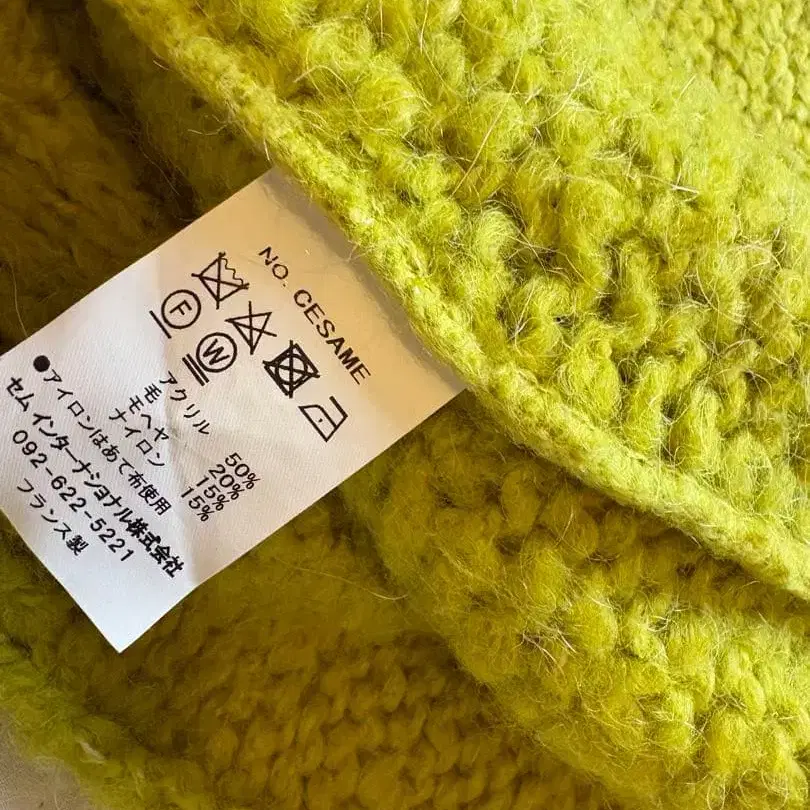 NO. CESAME
F
W
アクリル 50%
毛 20%
モヘヤ 15%
ナイロン 15%
●アイロンはあて布使用
セム インターナショナル株式会社
092-622-5221
フランス製